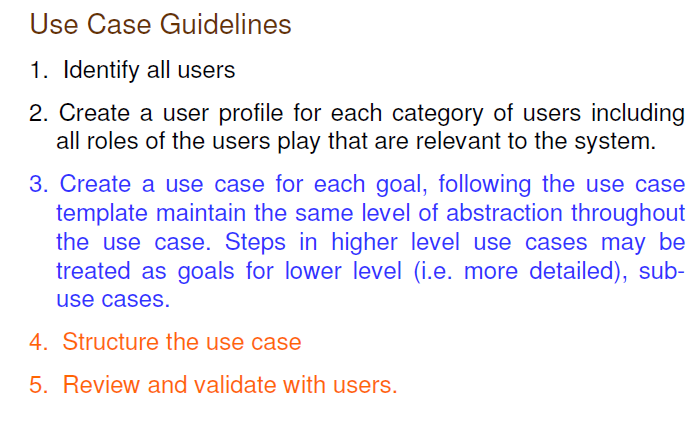 Use Case Guidelines
1. Identify all users
2. Create a user profile for each category of users including
all roles of the users play that are relevant to the system.
3. Create a use case for each goal, following the use case
template maintain the same level of abstraction throughout
the use case. Steps in higher level use cases may be
treated as goals for lower level (i.e. more detailed), sub-
use cases.
4. Structure the use case
5. Review and validate with users.